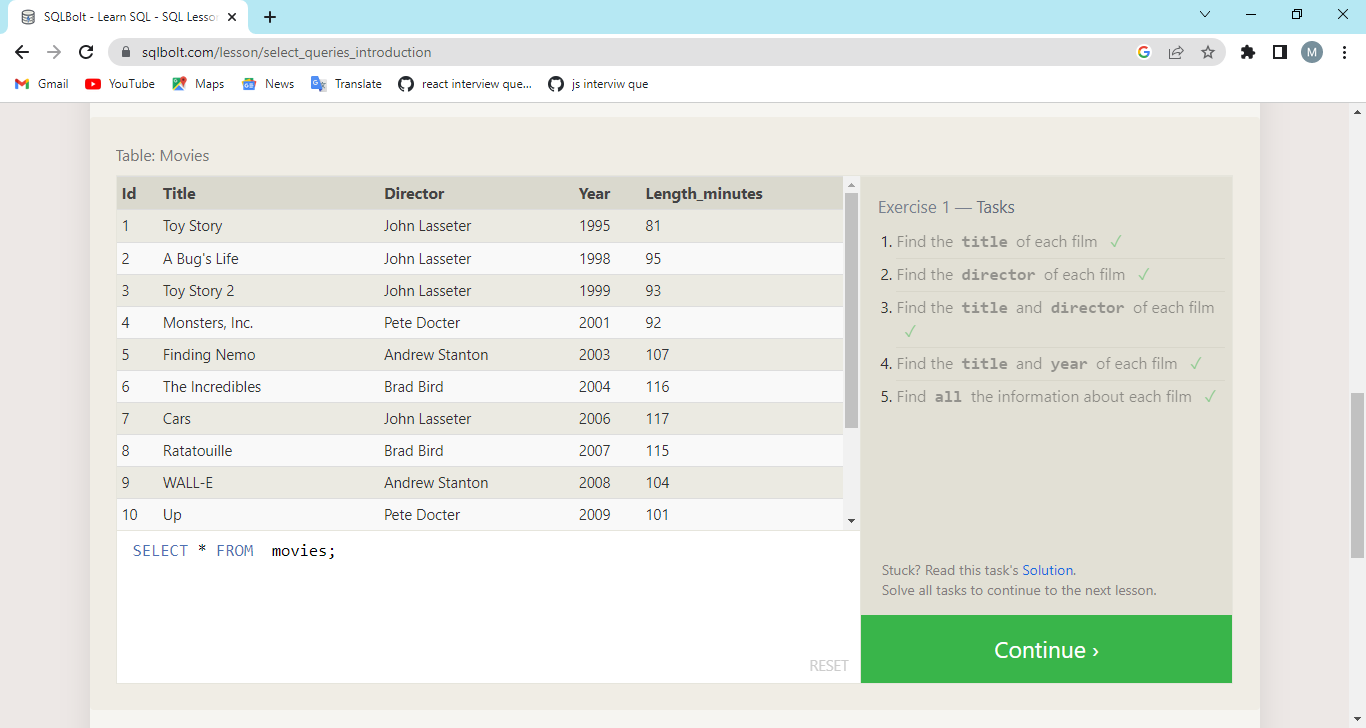 SQLBolt - Learn SQL - SQL Lesson
sqlbolt.com/lesson/select_queries_introduction
M
Gmail YouTube Maps News Translate react interview que... js interviw que
Table: Movies
Id Title Director Year Length_minutes
1 Toy Story John Lasseter 1995 81
2 A Bug's Life John Lasseter 1998 95
3 Toy Story 2 John Lasseter 1999 93
4 Monsters, Inc. Pete Docter 2001 92
5 Finding Nemo Andrew Stanton 2003 107
6 The Incredibles Brad Bird 2004 116
7 Cars John Lasseter 2006 117
8 Ratatouille Brad Bird 2007 115
9 WALL-E Andrew Stanton 2008 104
10 Up Pete Docter 2009 101
SELECT * FROM movies;
RESET
Exercise 1 — Tasks
1. Find the title of each film ✓
2. Find the director of each film ✓
3. Find the title and director of each film
✓
4. Find the title and year of each film ✓
5. Find all the information about each film ✓
Stuck? Read this task's Solution.
Solve all tasks to continue to the next lesson.
Continue ›